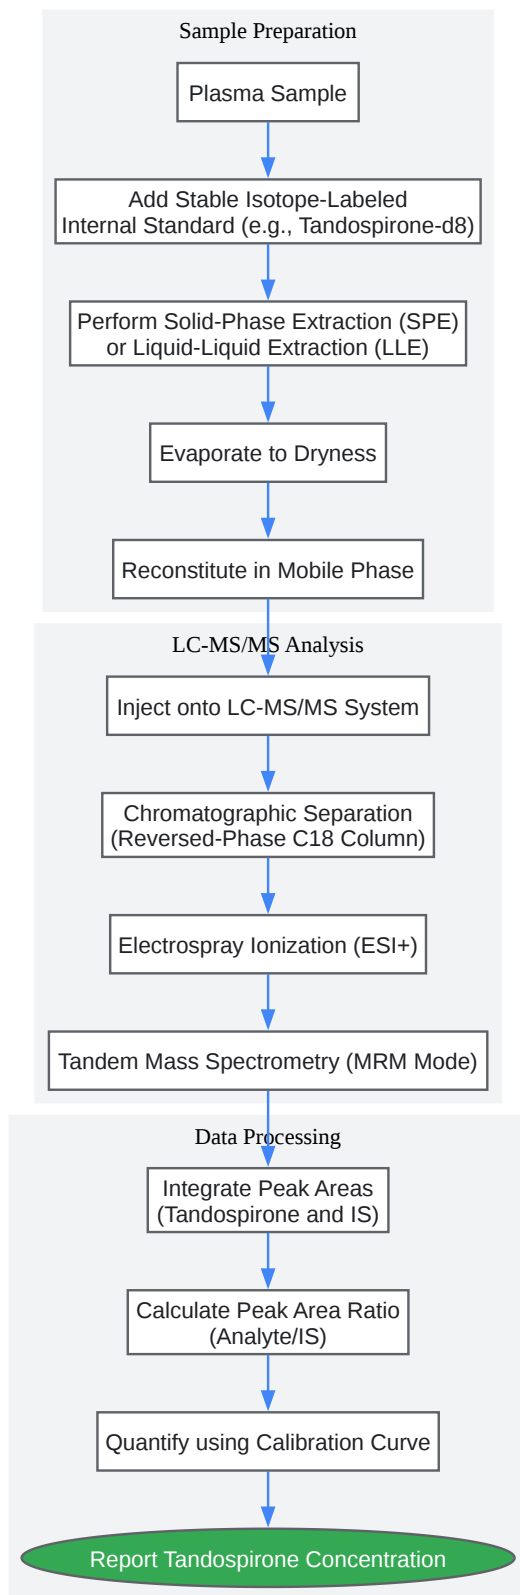 Sample Preparation
Plasma Sample
Add Stable Isotope-Labeled
Internal Standard (e.g., Tandospirone-d8)
Perform Solid-Phase Extraction (SPE)
or Liquid-Liquid Extraction (LLE)
Evaporate to Dryness
Reconstitute in Mobile Phase
LC-MS/MS Analysis
Inject onto LC-MS/MS System
Chromatographic Separation
(Reversed-Phase C18 Column)
Electrospray Ionization (ESI+)
Tandem Mass Spectrometry (MRM Mode)
Data Processing
Integrate Peak Areas
(Tandospirone and IS)
Calculate Peak Area Ratio
(Analyte/IS)
Quantify using Calibration Curve
Report Tandospirone Concentration